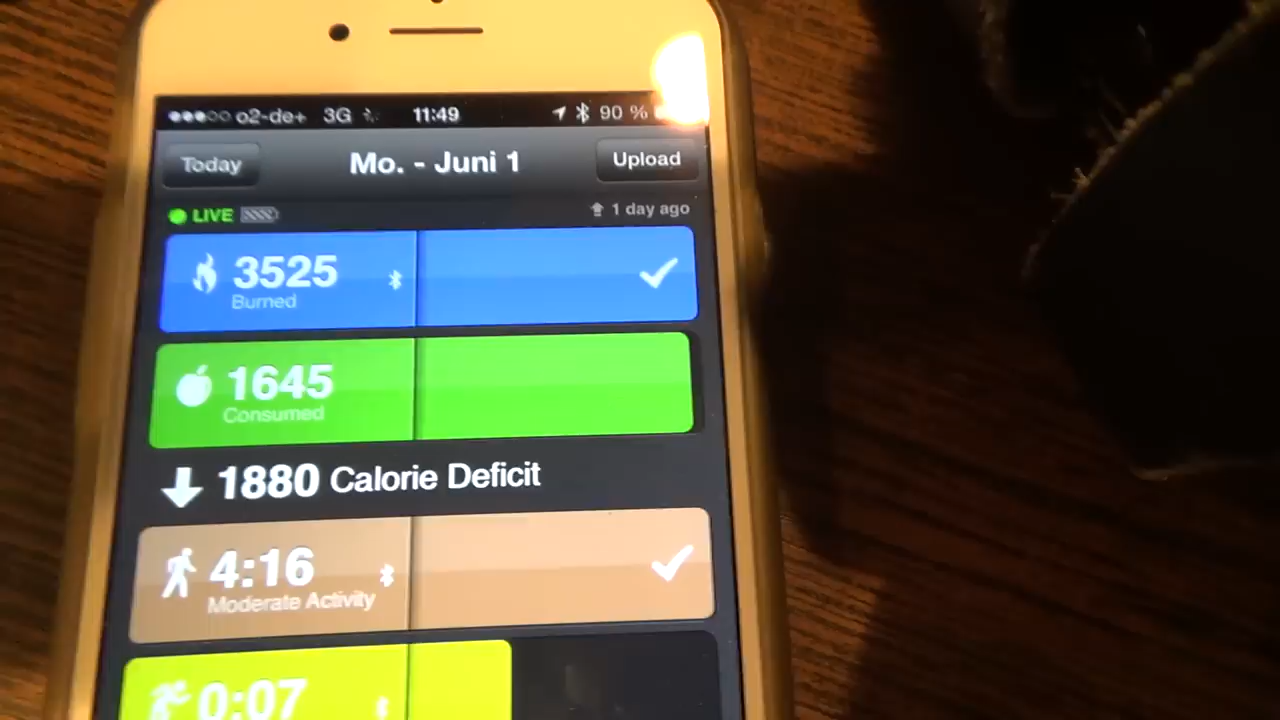 o2-de+ 3G 11:49 90 %
Today Mo. - Juni 1 Upload
LIVE 1 day ago
3525
Burned
1645
Consumed
1880 Calorie Deficit
4:16
Moderate Activity
0:07